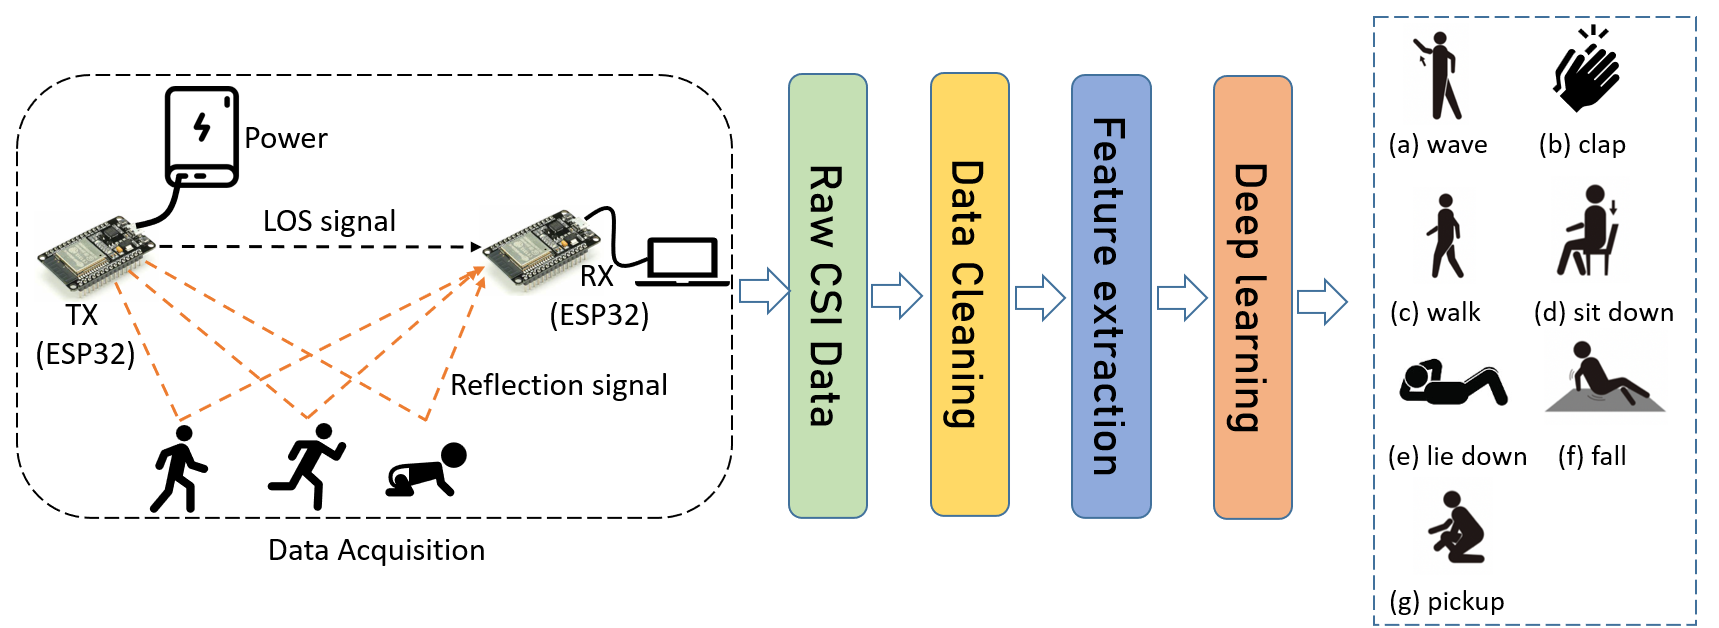 Power
LOS signal
TX
(ESP32)
RX
(ESP32)
Reflection signal
Data Acquisition
Raw CSI Data
Data Cleaning
Feature extraction
Deep learning
(a) wave
(b) clap
(c) walk
(d) sit down
(e) lie down
(f) fall
(g) pickup